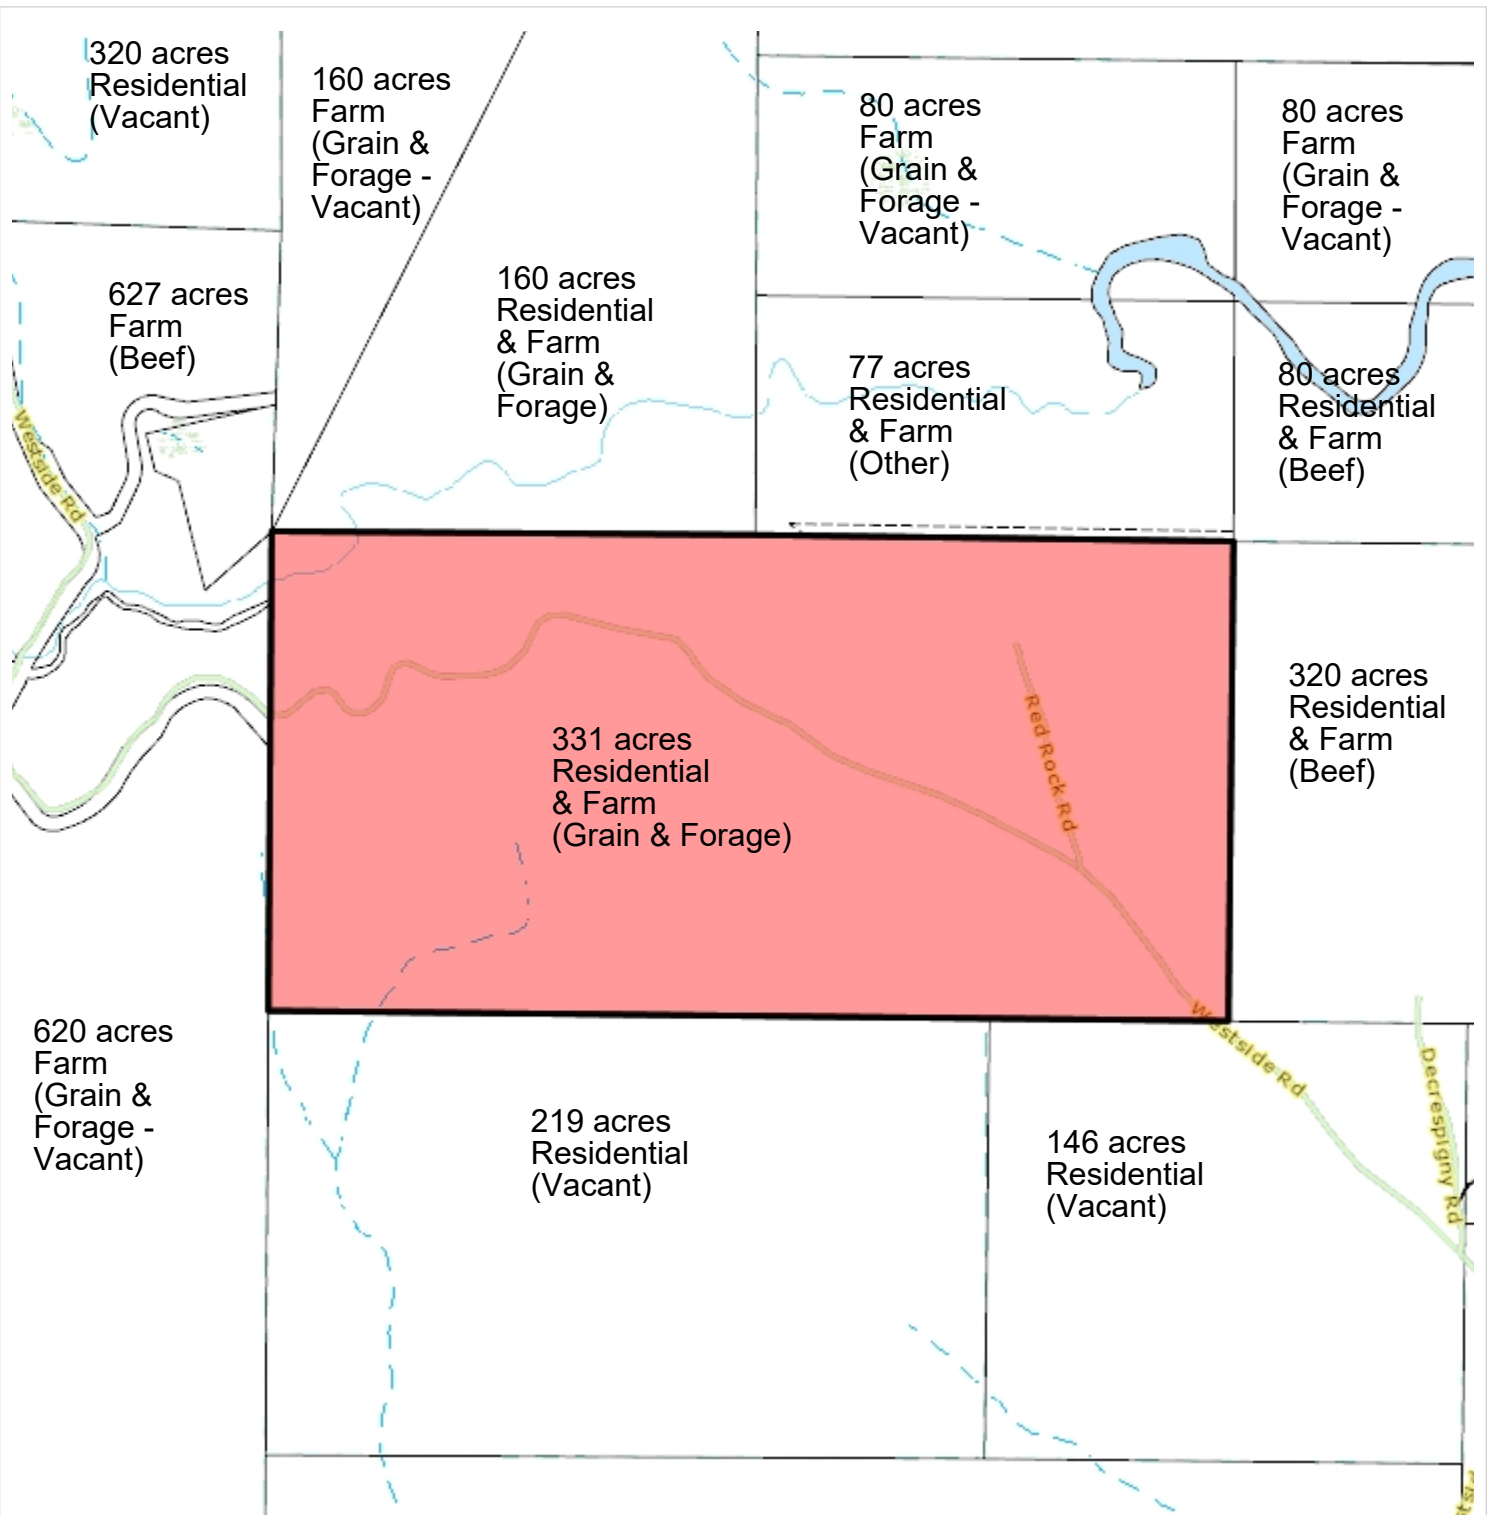 320 acres
Residential
(Vacant)
160 acres
Farm
(Grain &
Forage -
Vacant)
80 acres
Farm
(Grain &
Forage -
Vacant)
80 acres
Farm
(Grain &
Forage -
Vacant)
627 acres
Farm
(Beef)
160 acres
Residential
& Farm
(Grain &
Forage)
77 acres
Residential
& Farm
(Other)
80 acres
Residential
& Farm
(Beef)
Westside Rd
331 acres
Residential
& Farm
(Grain & Forage)
Red Rock Rd
320 acres
Residential
& Farm
(Beef)
620 acres
Farm
(Grain &
Forage -
Vacant)
219 acres
Residential
(Vacant)
146 acres
Residential
(Vacant)
Westside Rd
Decrespigny Rd